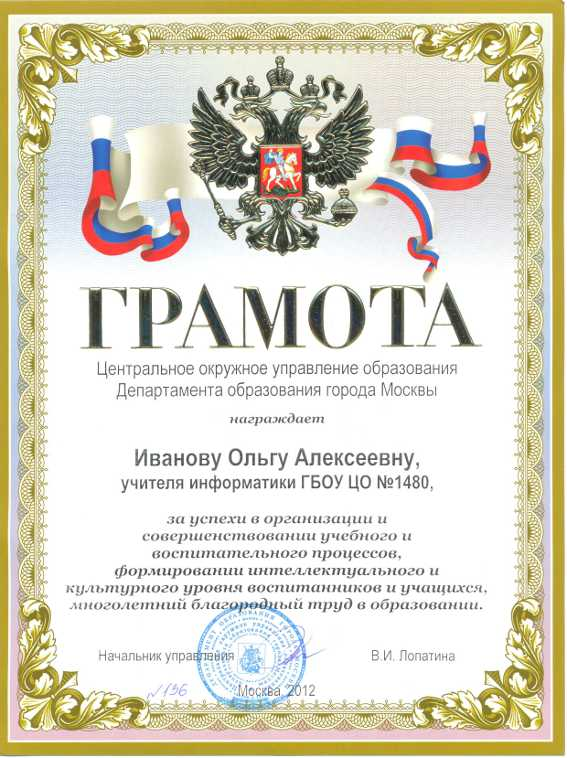 ГРАМОТА
Центральное окружное управление образования
Департамента образования города Москвы
награждает
Иванову Ольгу Алексеевну,
учителя информатики ГБОУ ЦО №1480,
за успехи в организации и
совершенствовании учебного и
воспитательного процессов,
формировании интеллектуального и
культурного уровня воспитанников и учащихся,
многолетний благородный труд в образовании.
Начальник управления В.И. Лопатина
№196 Москва, 2012